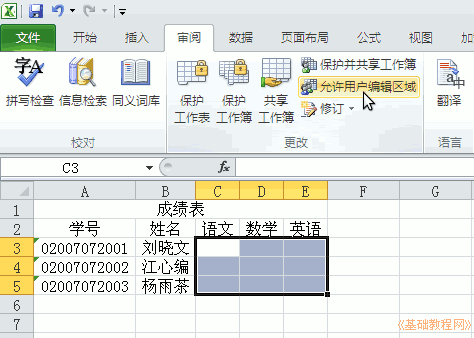 文件 开始 插入 审阅 数据 页面布局 公式 视图 加
字A
拼写检查 信息检索 同义词库
校对
保护工作表 保护工作簿 共享工作簿
保护并共享工作簿
允许用户编辑区域
修订
更改
あ中
翻译
语言
C3 fx
A B C D E F G
1 成绩表
2 学号 姓名 语文 数学 英语
3 02007072001 刘晓文
4 02007072002 江心编
5 02007072003 杨雨茶
6
7
《基础教程网》